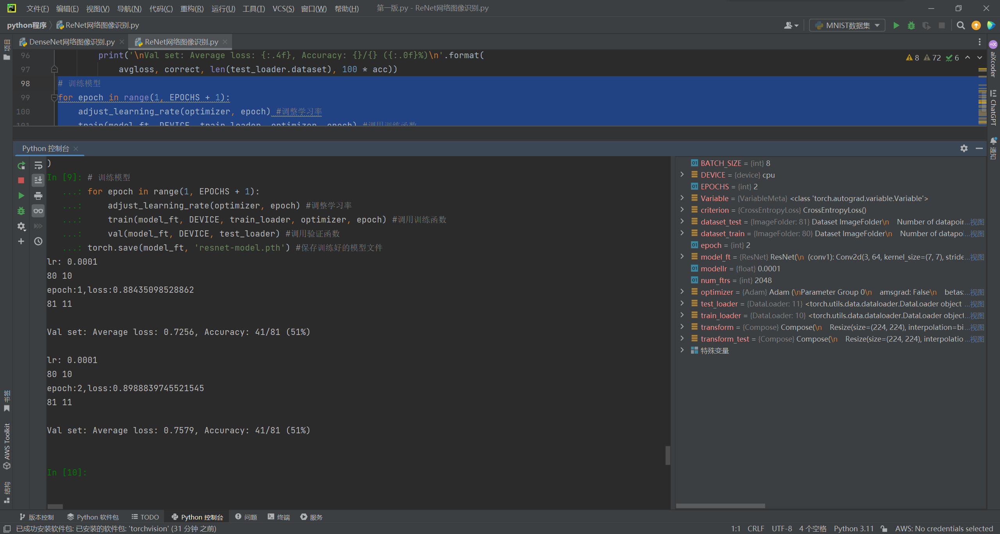 文件(F) 编辑(E) 视图(V) 导航(N) 代码(C) 重构(R) 运行(U) 工具(T) VCS(S) 窗口(W) 帮助(H) 第一版.py - ReNet网络图像识别.py
python程序 ReNet网络图像识别.py MNIST数据集
DenseNet网络图像识别.py ReNet网络图像识别.py
项目
96 print('\nVal set: Average loss: {:.4f}, Accuracy: {}/{} ({:.0f}%)\n'.format(
8 72 6
97 avgloss, correct, len(test_loader.dataset), 100 * acc))
98 # 训练模型
99 for epoch in range(1, EPOCHS + 1):
100 adjust_learning_rate(optimizer, epoch) #调整学习率
101 train(model_ft, DEVICE, train_loader, optimizer, epoch) #调用训练函数
aiXcoder
ChatGPT
通知
Python 控制台
)
In [9]: # 训练模型
...: for epoch in range(1, EPOCHS + 1):
...: adjust_learning_rate(optimizer, epoch) #调整学习率
...: train(model_ft, DEVICE, train_loader, optimizer, epoch) #调用训练函数
...: val(model_ft, DEVICE, test_loader) #调用验证函数
...: torch.save(model_ft, 'resnet-model.pth') #保存训练好的模型文件
lr: 0.0001
80 10
epoch:1,loss:0.88435098528862
81 11
Val set: Average loss: 0.7256, Accuracy: 41/81 (51%)
lr: 0.0001
80 10
epoch:2,loss:0.8988839745521545
81 11
Val set: Average loss: 0.7579, Accuracy: 41/81 (51%)
In [10]:
BATCH_SIZE = {int} 8
DEVICE = {device} cpu
EPOCHS = {int} 2
Variable = {VariableMeta} <class 'torch.autograd.variable.Variable'>
criterion = {CrossEntropyLoss} CrossEntropyLoss()
dataset_test = {ImageFolder: 81} Dataset ImageFolder\n Number of datapoin...视图
dataset_train = {ImageFolder: 80} Dataset ImageFolder\n Number of datapoi...视图
epoch = {int} 2
model_ft = {ResNet} ResNet(\n (conv1): Conv2d(3, 64, kernel_size=(7, 7), stride...视图
modellr = {float} 0.0001
num_ftrs = {int} 2048
optimizer = {Adam} Adam (\nParameter Group 0\n amsgrad: False\n betas:...视图
test_loader = {DataLoader: 11} <torch.utils.data.dataloader.DataLoader object ...视图
train_loader = {DataLoader: 10} <torch.utils.data.dataloader.DataLoader object...视图
transform = {Compose} Compose(\n Resize(size=(224, 224), interpolation=bi...视图
transform_test = {Compose} Compose(\n Resize(size=(224, 224), interpolatio...视图
特殊变量
书签
AWS Toolkit
结构
版本控制 Python 软件包 TODO Python 控制台 问题 终端 服务
已成功安装软件包: 已安装的软件包: 'torchvision' (31 分钟 之前) 1:1 CRLF UTF-8 4 个空格 Python 3.11 AWS: No credentials selected